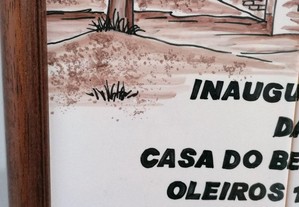 INAUGU
DA
CASA DO BE
OLEIROS 1